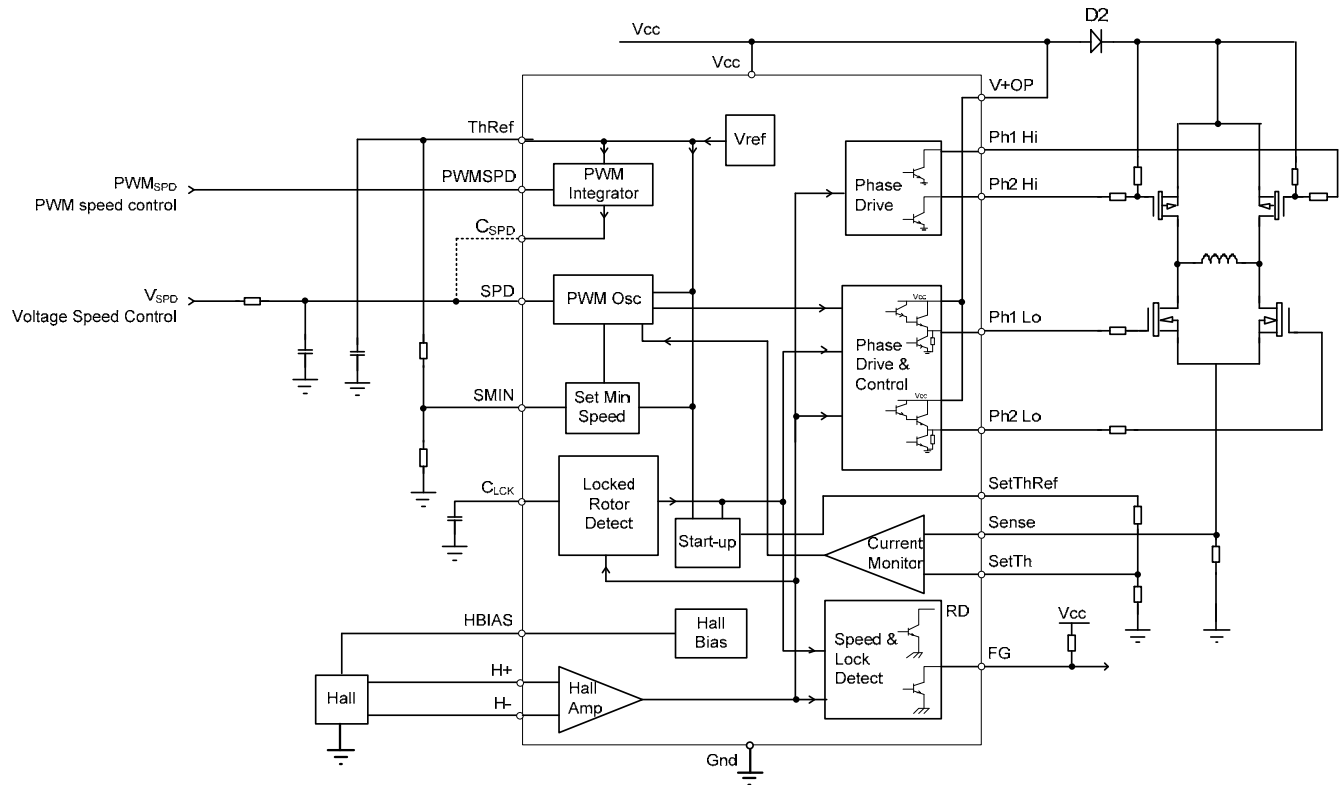 D2
Vcc
Vcc
V+OP
ThRef
Vref
Ph1 Hi
PWMSPD
PWM
Integrator
Phase
Drive
Ph2 Hi
PWMSPD
PWM speed control
CSPD
VSPD
Voltage Speed Control
SPD
PWM Osc
Vcc
Ph1 Lo
Phase
Drive &
Control
SMIN
Set Min
Speed
Vcc
Ph2 Lo
CLCK
Locked
Rotor
Detect
SetThRef
Start-up
Current
Monitor
Sense
SetTh
HBIAS
Hall
Bias
RD
Vcc
Speed &
Lock
Detect
FG
H+
Hall
H-
Hall
Amp
Gnd